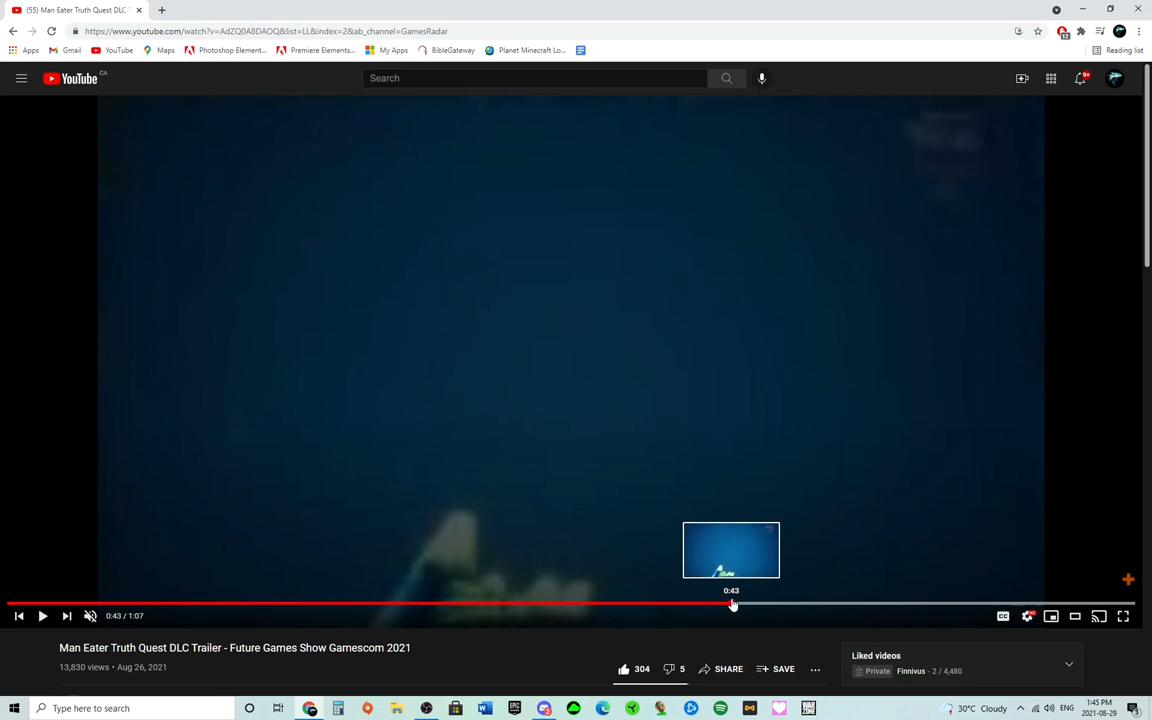 (55) Man Eater Truth Quest DLC T
https://www.youtube.com/watch?v=AdZQ0A8DAOQ&list=LL&index=2&ab_channel=GamesRadar
Apps Gmail YouTube Maps Photoshop Element... Premiere Elements... My Apps BibleGateway Planet Minecraft Lo... Reading list
YouTube CA Search 9+
0:43
0:43 / 1:07 CC HD
Man Eater Truth Quest DLC Trailer - Future Games Show Gamescom 2021
13,830 views • Aug 26, 2021
304 5 SHARE SAVE ...
Liked videos
Private Finnivus - 2 / 4,480
Type here to search
30°C Cloudy ENG
1:45 PM
2021-08-29
3